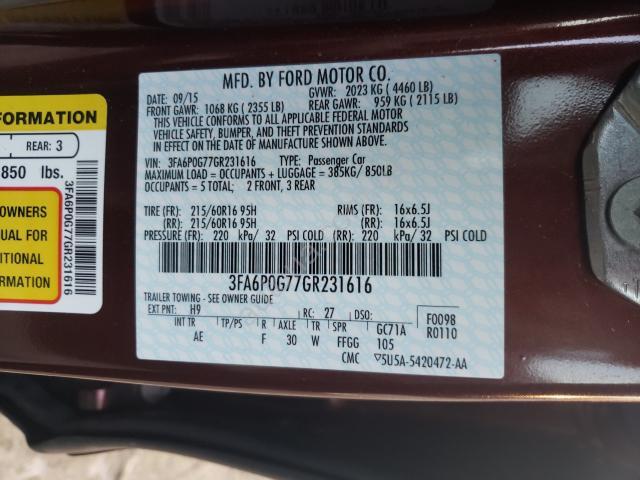 MFD. BY FORD MOTOR CO.
DATE: 09/15 GVWR: 2023 KG ( 4460 LB)
FRONT GAWR: 1068 KG ( 2355 LB) REAR GAWR: 959 KG ( 2115 LB)
THIS VEHICLE CONFORMS TO ALL APPLICABLE FEDERAL MOTOR
VEHICLE SAFETY, BUMPER, AND THEFT PREVENTION STANDARDS IN
EFFECT ON THE DATE OF MANUFACTURE SHOWN ABOVE.
VIN: 3FA6P0G77GR231616 TYPE: Passenger Car
MAXIMUM LOAD = OCCUPANTS + LUGGAGE = 385KG/ 850LB
OCCUPANTS = 5 TOTAL: 2 FRONT, 3 REAR
TIRE (FR): 215/60R16 95H RIMS (FR): 16x6.5J
(RR): 215/60R16 95H (RR): 16x6.5J
PRESSURE (FR): 220 kPa/ 32 PSI COLD (RR): 220 kPa/ 32 PSI COLD
3FA6P0G77GR231616
TRAILER TOWING - SEE OWNER GUIDE
EXT PNT: H9 RC: 27 DSO: F0098
INT TR TP/PS R AXLE TR SPR GC71A R0110
AE F 30 W FFGG 105
CMC 5U5A-5420472-AA
FORMATION
REAR: 3
850 lbs.
OWNERS
UAL FOR
TIONAL
MATION
3FA6P0G77GR231616